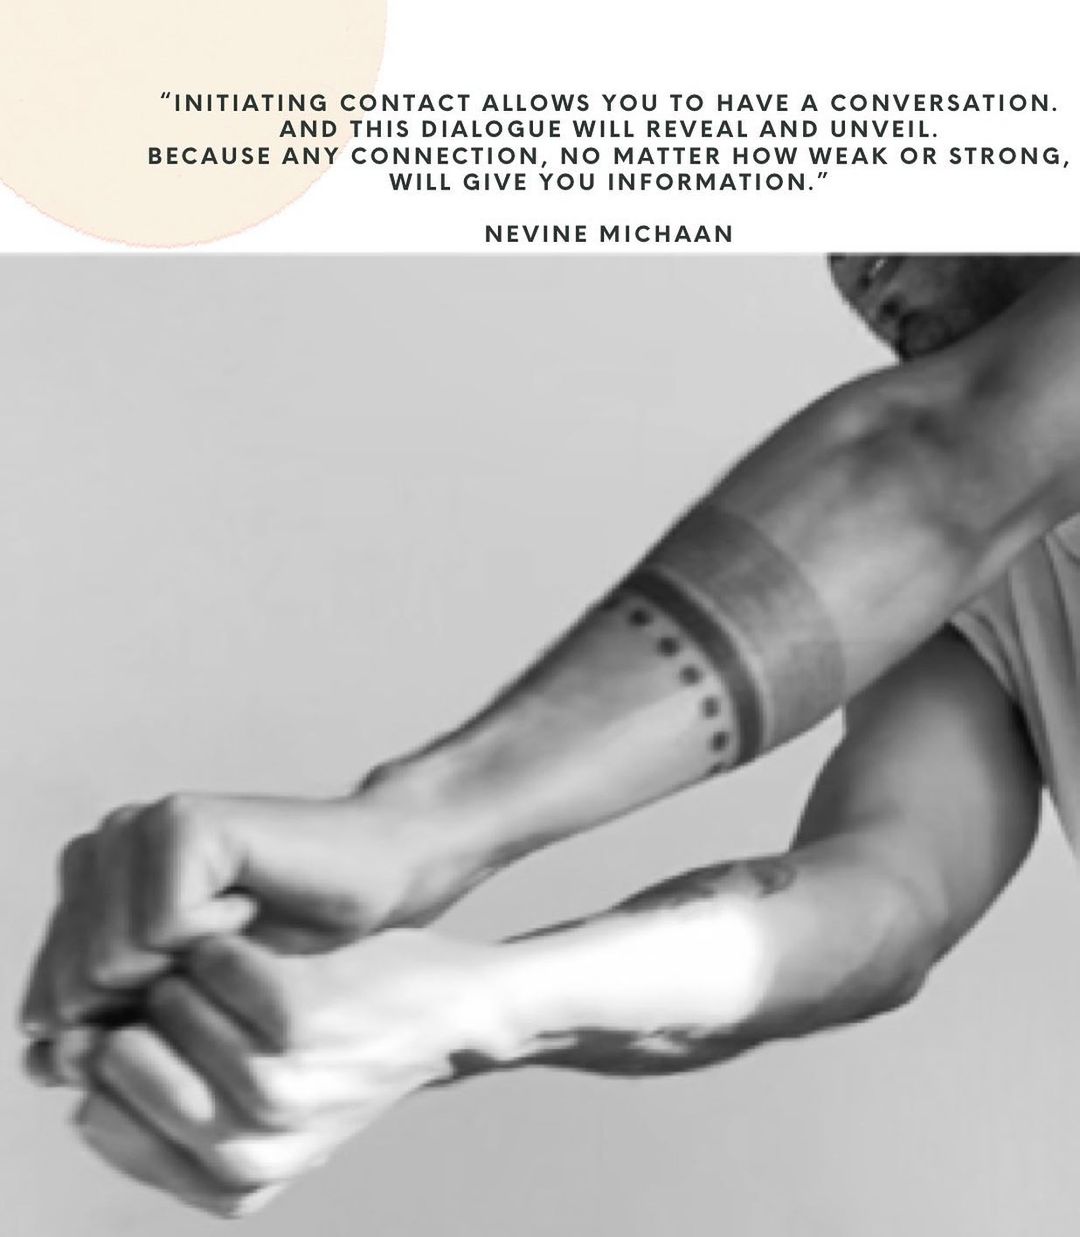 “INITIATING CONTACT ALLOWS YOU TO HAVE A CONVERSATION.
AND THIS DIALOGUE WILL REVEAL AND UNVEIL.
BECAUSE ANY CONNECTION, NO MATTER HOW WEAK OR STRONG,
WILL GIVE YOU INFORMATION.”
NEVINE MICHAAN